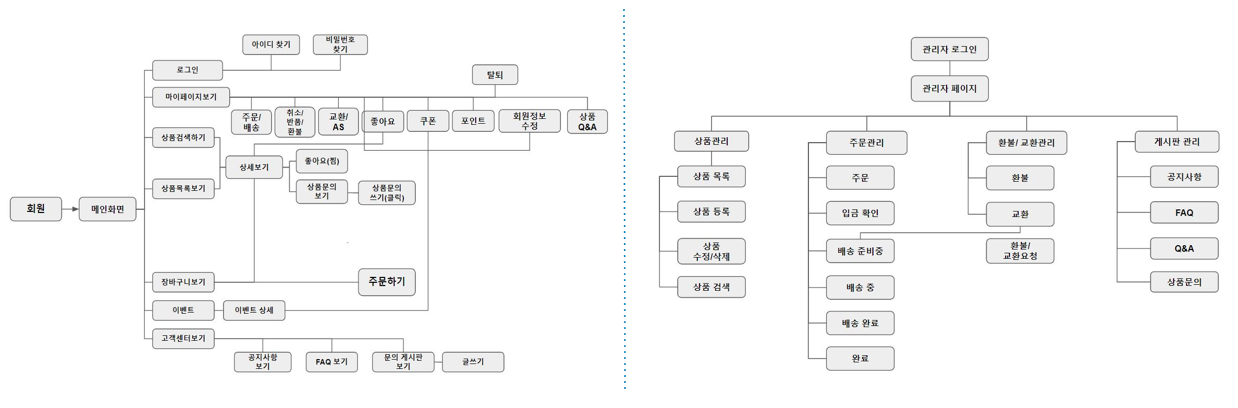 아이디 찾기
비밀번호
찾기
로그인
탈퇴
마이페이지보기
주문/
배송
취소/
반품/
환불
교환/
AS
좋아요
쿠폰
포인트
회원정보
수정
상품
Q&A
상품검색하기
상세보기
좋아요(찜)
상품목록보기
상품문의
보기
상품문의
쓰기(클릭)
회원
메인화면
장바구니보기
주문하기
이벤트
이벤트 상세
고객센터보기
공지사항
보기
FAQ 보기
문의 게시판
보기
글쓰기
관리자 로그인
관리자 페이지
상품관리
상품 목록
상품 등록
상품
수정/삭제
상품 검색
주문관리
주문
입금 확인
배송 준비중
배송 중
배송 완료
완료
환불/ 교환관리
환불
교환
환불/
교환요청
게시판 관리
공지사항
FAQ
Q&A
상품문의